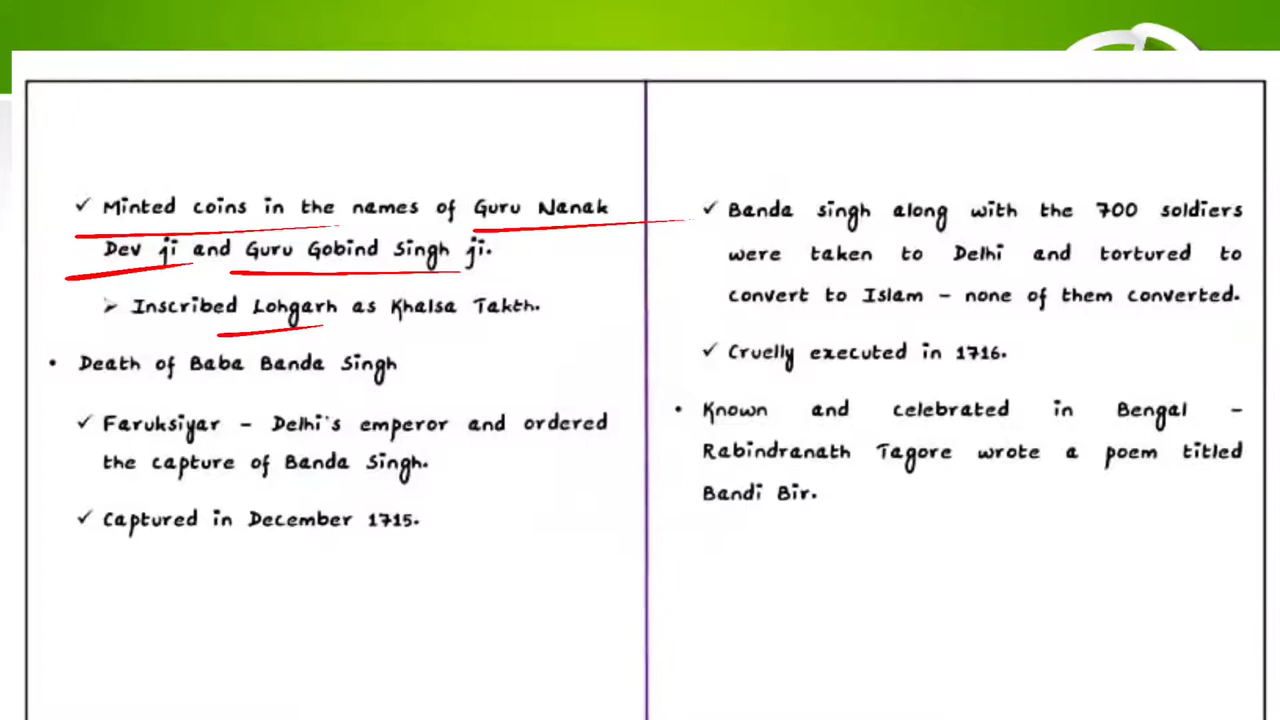 ✓ Minted coins in the names of Guru Nanak
Dev ji and Guru Gobind Singh ji.
➢ Inscribed Lohgarh as Khalsa Takth.
• Death of Baba Banda Singh
✓ Faruksiyar – Delhi's emperor and ordered
the capture of Banda Singh.
✓ Captured in December 1715.
✓ Banda singh along with the 700 soldiers
were taken to Delhi and tortured to
convert to Islam – none of them converted.
✓ Cruelly executed in 1716.
• Known and celebrated in Bengal –
Rabindranath Tagore wrote a poem titled
Bandi Bir.